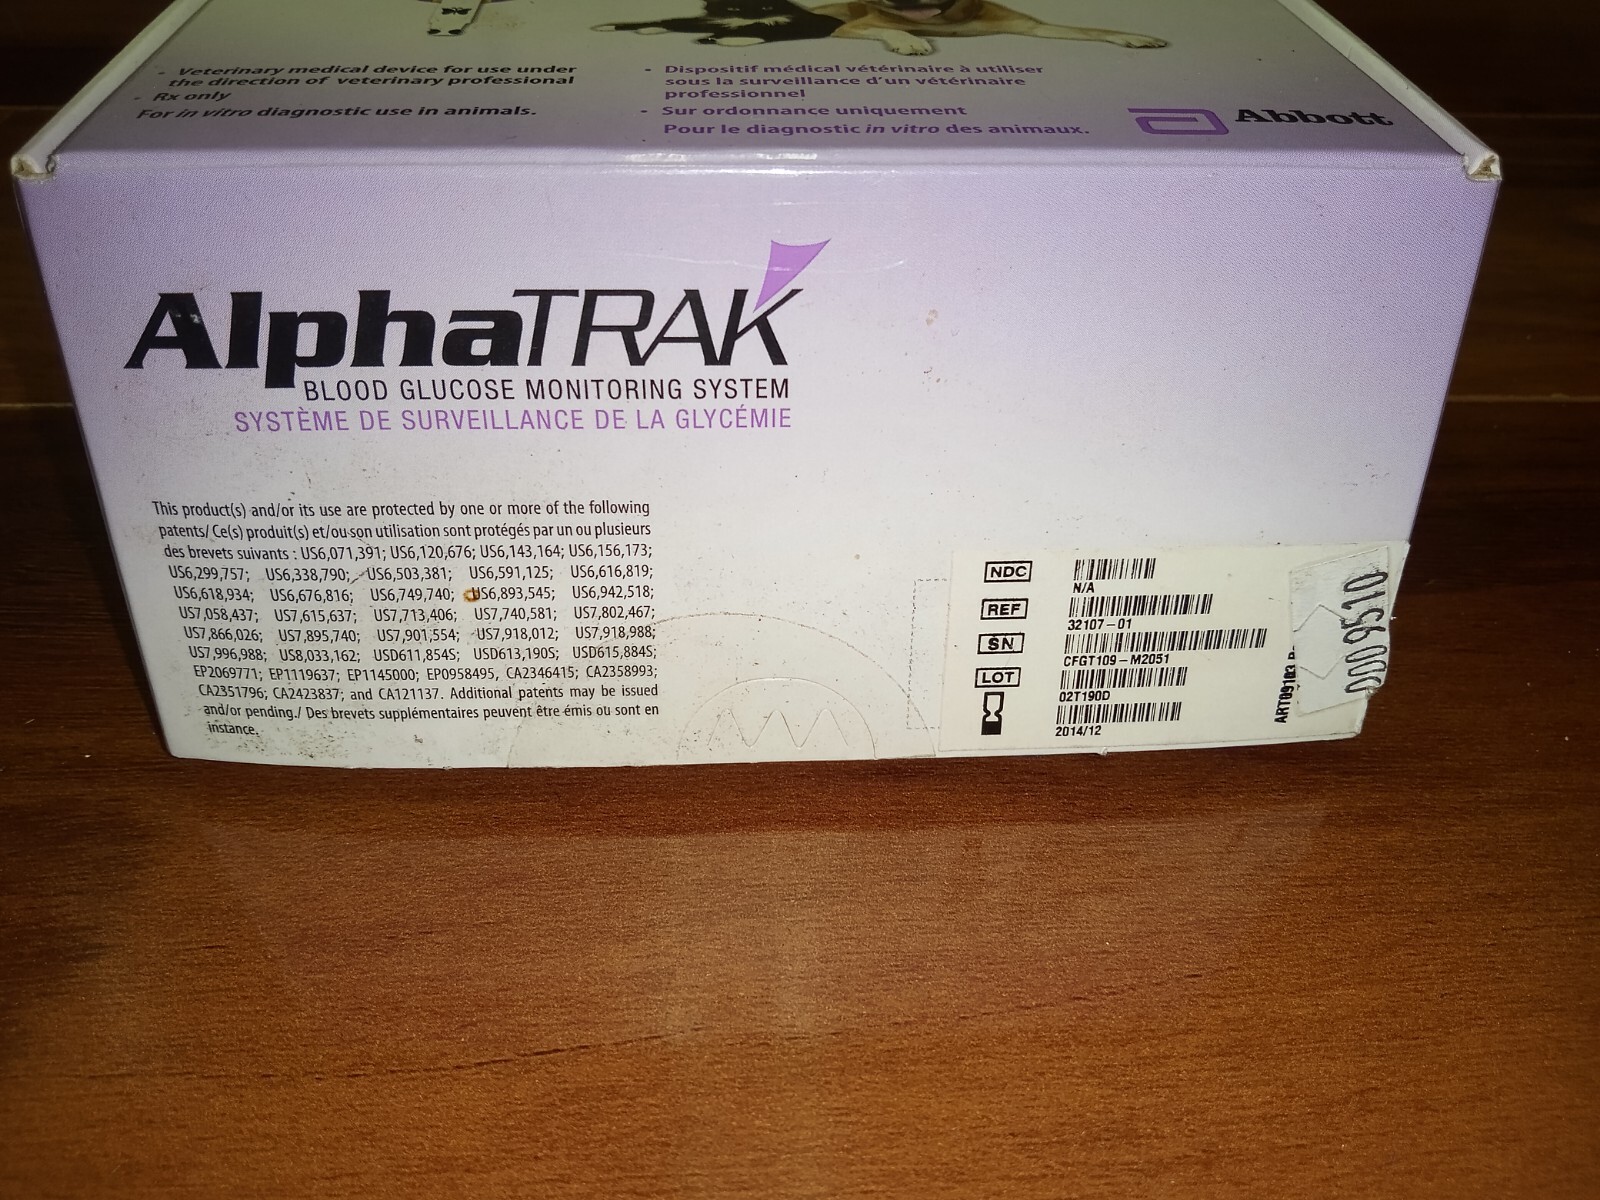 - Veterinary medical device for use under
the direction of veterinary professional
- Rx only
For in vitro diagnostic use in animals.
- Dispositif médical vétérinaire à utiliser
sous la surveillance d'un vétérinaire
professionnel
- Sur ordonnance uniquement
Pour le diagnostic in vitro des animaux.
Abbott
AlphaTRAK
BLOOD GLUCOSE MONITORING SYSTEM
SYSTÈME DE SURVEILLANCE DE LA GLYCÉMIE
This product(s) and/or its use are protected by one or more of the following
patents/ Ce(s) produit(s) et/ou son utilisation sont protégés par un ou plusieurs
des brevets suivants : US6,071,391; US6,120,676; US6,143,164; US6,156,173;
US6,299,757; US6,338,790; US6,503,381; US6,591,125; US6,616,819;
US6,618,934; US6,676,816; US6,749,740; US6,893,545; US6,942,518;
US7,058,437; US7,615,637; US7,713,406; US7,740,581; US7,802,467;
US7,866,026; US7,895,740; US7,901,554; US7,918,012; US7,918,988;
US7,996,988; US8,033,162; USD611,854S; USD613,190S; USD615,884S;
EP2069771; EP1119637; EP1145000; EP0958495, CA2346415; CA2358993;
CA2351796; CA2423837; and CA121137. Additional patents may be issued
and/or pending./ Des brevets supplémentaires peuvent être émis ou sont en
instance.
NDC
N/A
REF
32107-01
SN
CFGT109-M2051
LOT
02T190D
2014/12
ART09103
0009510